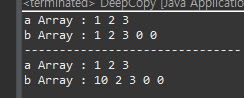 <terminated> DeepCopy [Java Applicatio
a Array : 1 2 3
b Array : 1 2 3 0 0
--------------------------------
a Array : 1 2 3
b Array : 10 2 3 0 0